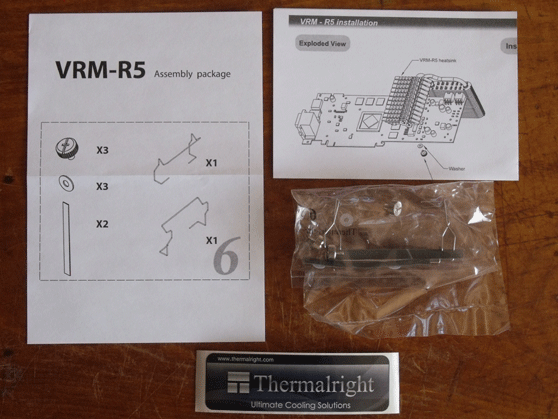 VRM-R5 Assembly package
X3
X3
X2
X1
X1
6
VRM - R5 installation
Exploded View
Ins
VRM-R5 heatsink
Washer
www.thermalright.com
Thermalright
Ultimate Cooling Solutions